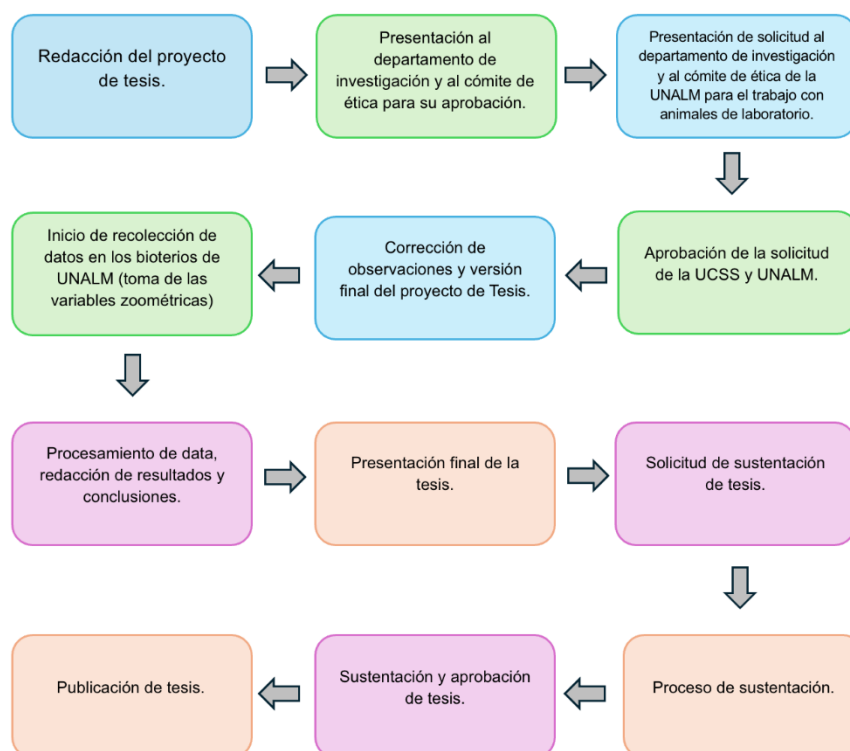 Redacción del proyecto
de tesis.
Presentación al
departamento de
investigación y al cómite de
ética para su aprobación.
Presentación de solicitud al
departamento de investigación
y al cómite de ética de la
UNALM para el trabajo con
animales de laboratorio.
Aprobación de la solicitud
de la UCSS y UNALM.
Corrección de
observaciones y versión
final del proyecto de Tesis.
Inicio de recolección de
datos en los bioterios de
UNALM (toma de las
variables zoométricas)
Procesamiento de data,
redacción de resultados y
conclusiones.
Presentación final de la
tesis.
Solicitud de sustentación
de tesis.
Proceso de sustentación.
Sustentación y aprobación
de tesis.
Publicación de tesis.